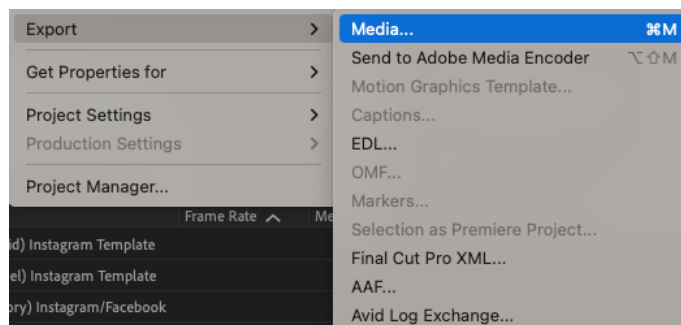 Export
Get Properties for
Project Settings
Production Settings
Project Manager...
Media... ⌘M
Send to Adobe Media Encoder ⌥⇧M
Motion Graphics Template...
Captions...
EDL...
OMF...
Markers...
Selection as Premiere Project...
Final Cut Pro XML...
AAF...
Avid Log Exchange...
Frame Rate Me
id) Instagram Template
el) Instagram Template
ory) Instagram/Facebook